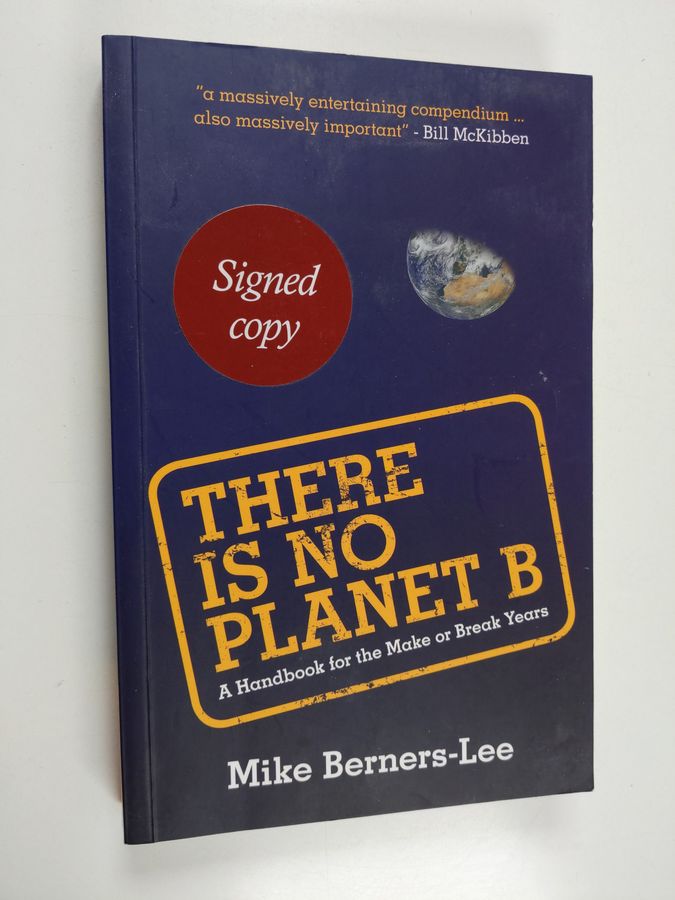 "a massively entertaining compendium ...
also massively important" - Bill McKibben
Signed
copy
THERE
IS NO
PLANET B
A Handbook for the Make or Break Years
Mike Berners-Lee